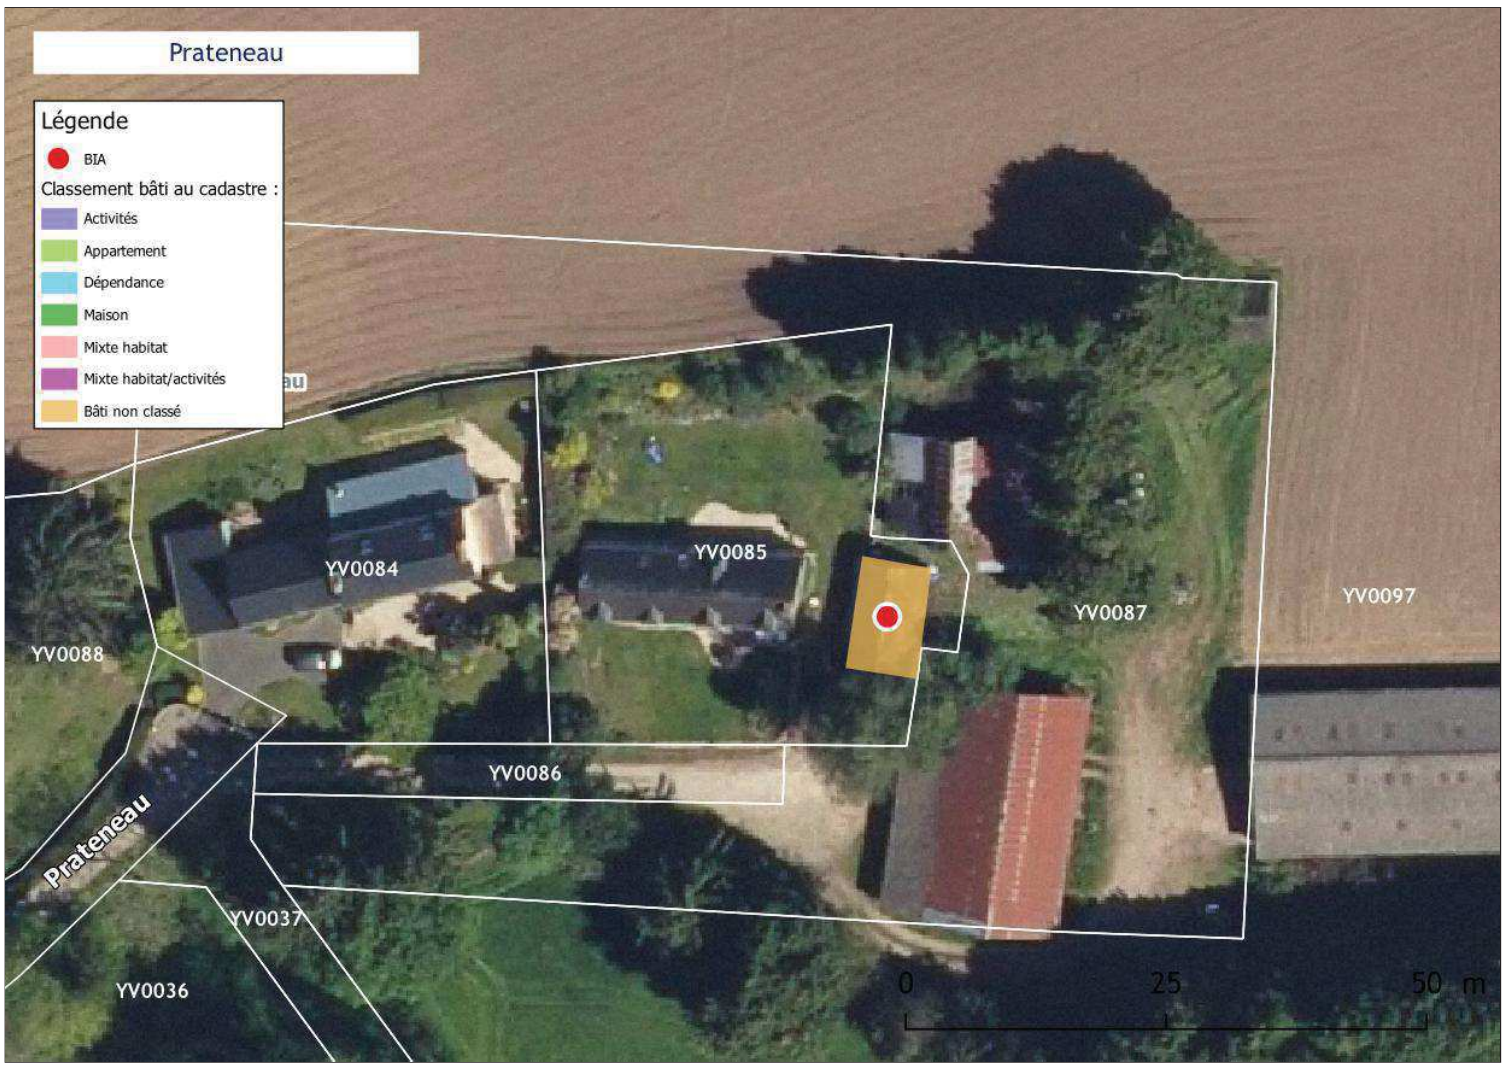 Prateneau
Légende
BIA
Classement bâti au cadastre :
Activités
Appartement
Dépendance
Maison
Mixte habitat
Mixte habitat/activités
Bâti non classé
au
YV0085
YV0084
YV0097
YV0087
YV0088
YV0086
Prateneau
YV0037
YV0036
0 25 50 m